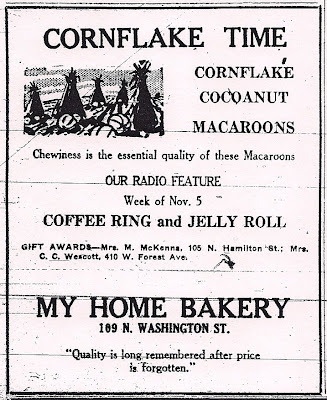 CORNFLAKE TIME
CORNFLAKE
COCOANUT
MACAROONS
Chewiness is the essential quality of these Macaroons
OUR RADIO FEATURE
Week of Nov. 5
COFFEE RING and JELLY ROLL
GIFT AWARDS—Mrs. M. McKenna, 105 N. Hamilton St.; Mrs.
C. C. Wescott, 410 W. Forest Ave.
MY HOME BAKERY
109 N. WASHINGTON ST.
"Quality is long remembered after price
is forgotten."